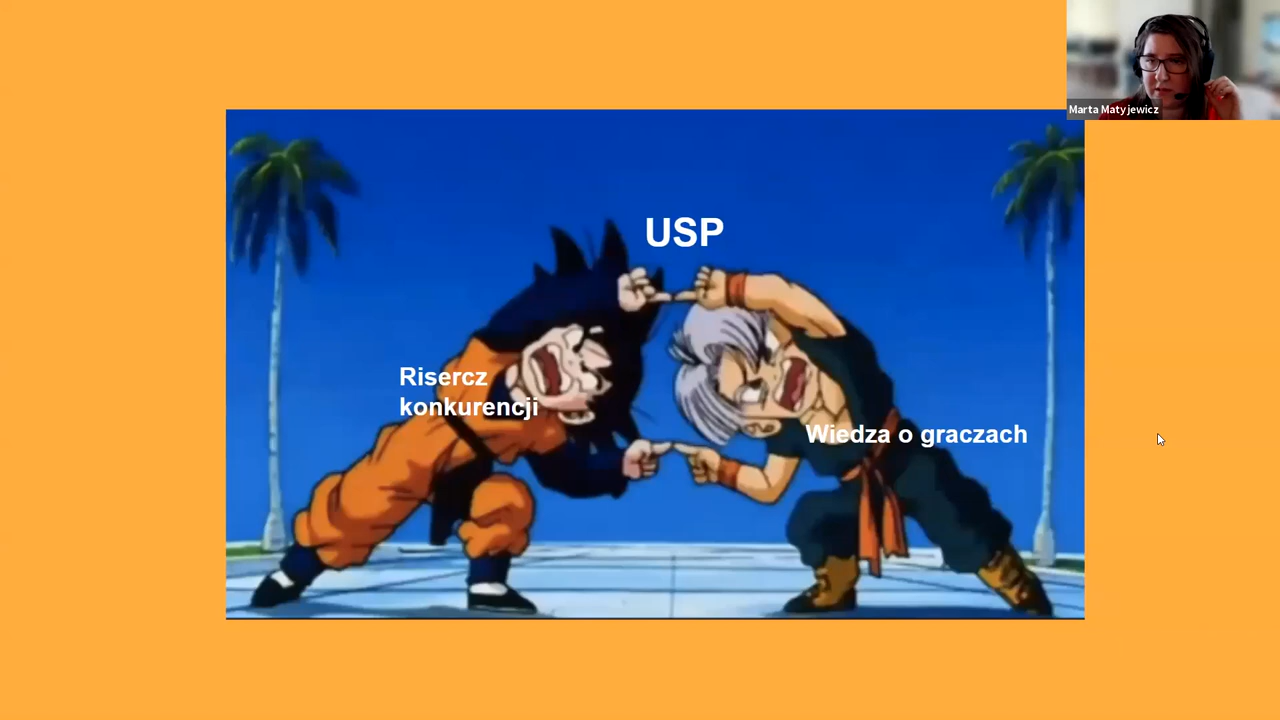 Marta Matyjewicz
USP
Risercz
konkurencji
Wiedza o graczach